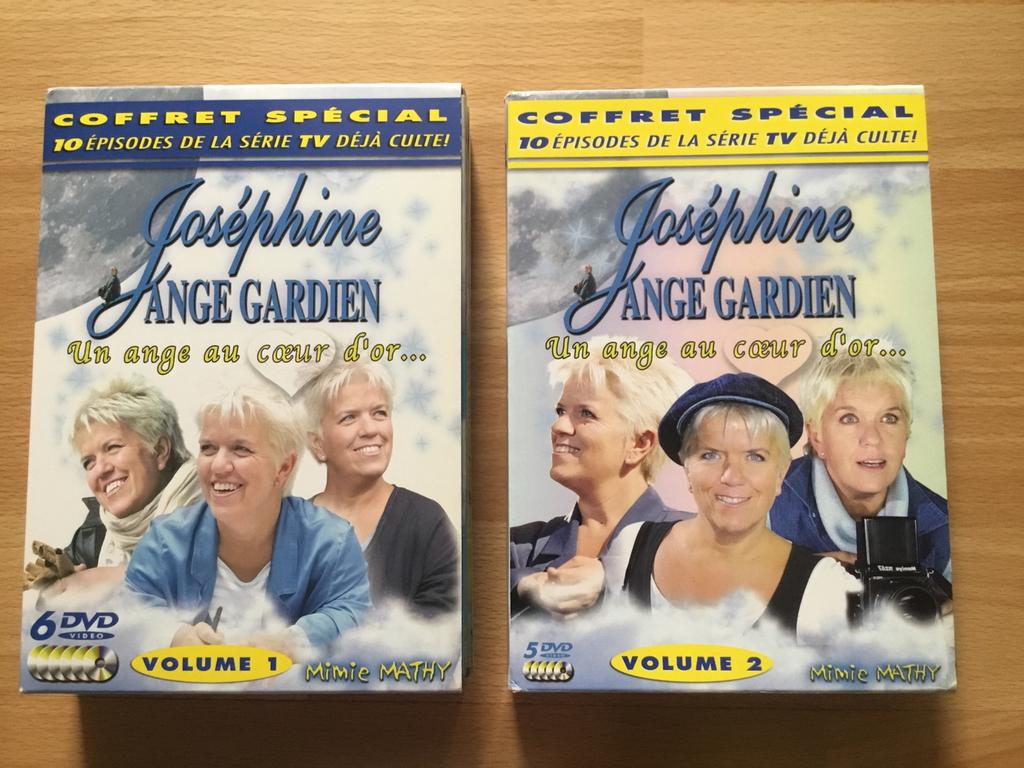 COFFRET SPÉCIAL
10 ÉPISODES DE LA SÉRIE TV DÉJÀ CULTE!
Joséphine
ANGE GARDIEN
Un ange au cœur d'or...
6 DVD
VIDEO
VOLUME 1
Mimie MATHY
COFFRET SPÉCIAL
10 ÉPISODES DE LA SÉRIE TV DÉJÀ CULTE!
Joséphine
ANGE GARDIEN
Un ange au cœur d'or...
5 DVD
VIDEO
VOLUME 2
Mimie MATHY